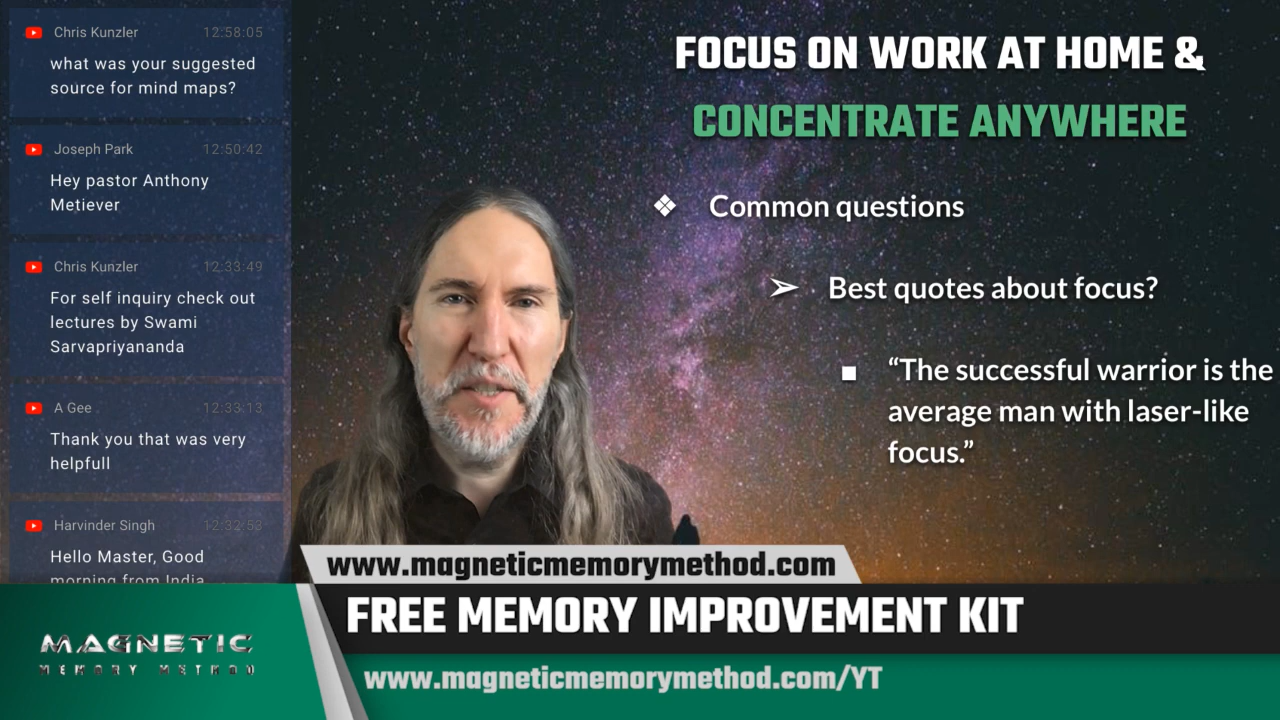 Chris Kunzler 12:58:05
what was your suggested
source for mind maps?
Joseph Park 12:50:42
Hey pastor Anthony
Metiever
Chris Kunzler 12:33:49
For self inquiry check out
lectures by Swami
Sarvapriyananda
A Gee 12:33:13
Thank you that was very
helpfull
Harvinder Singh 12:32:53
Hello Master, Good
morning from India
FOCUS ON WORK AT HOME &
CONCENTRATE ANYWHERE
❖ Common questions
➢ Best quotes about focus?
■ “The successful warrior is the
average man with laser-like
focus.”
www.magneticmemorymethod.com
FREE MEMORY IMPROVEMENT KIT
www.magneticmemorymethod.com/YT
MAGNETIC
MEMORY METHOD